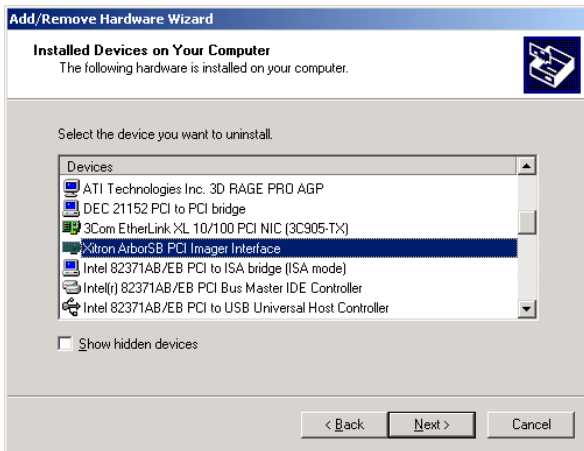 Add/Remove Hardware Wizard
Installed Devices on Your Computer
The following hardware is installed on your computer.
Select the device you want to uninstall.
Devices
ATI Technologies Inc. 3D RAGE PRO AGP
DEC 21152 PCI to PCI bridge
3Com EtherLink XL 10/100 PCI NIC (3C905-TX)
Xitron ArborSB PCI Imager Interface
Intel 82371AB/EB PCI to ISA bridge (ISA mode)
Intel(r) 82371AB/EB PCI Bus Master IDE Controller
Intel 82371AB/EB PCI to USB Universal Host Controller
Show hidden devices
< Back Next > Cancel